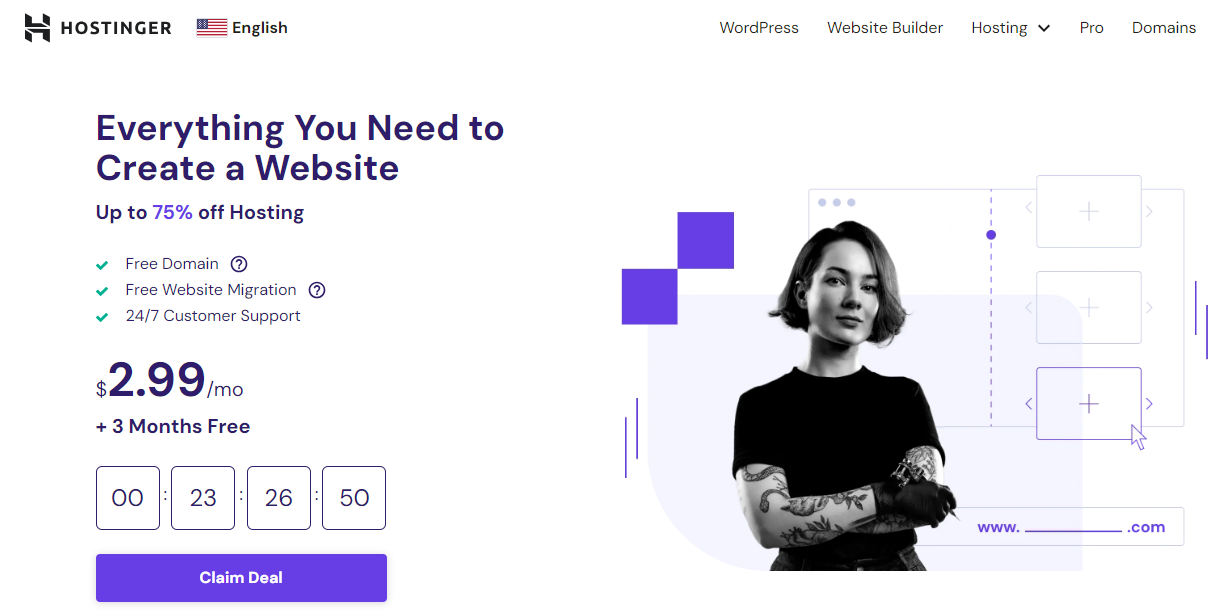 HOSTINGER English WordPress Website Builder Hosting Pro Domains
Everything You Need to
Create a Website
Up to 75% off Hosting
Free Domain ?
Free Website Migration ?
24/7 Customer Support
$2.99/mo
+ 3 Months Free
00 : 23 : 26 : 50
Claim Deal
www. ____________ .com